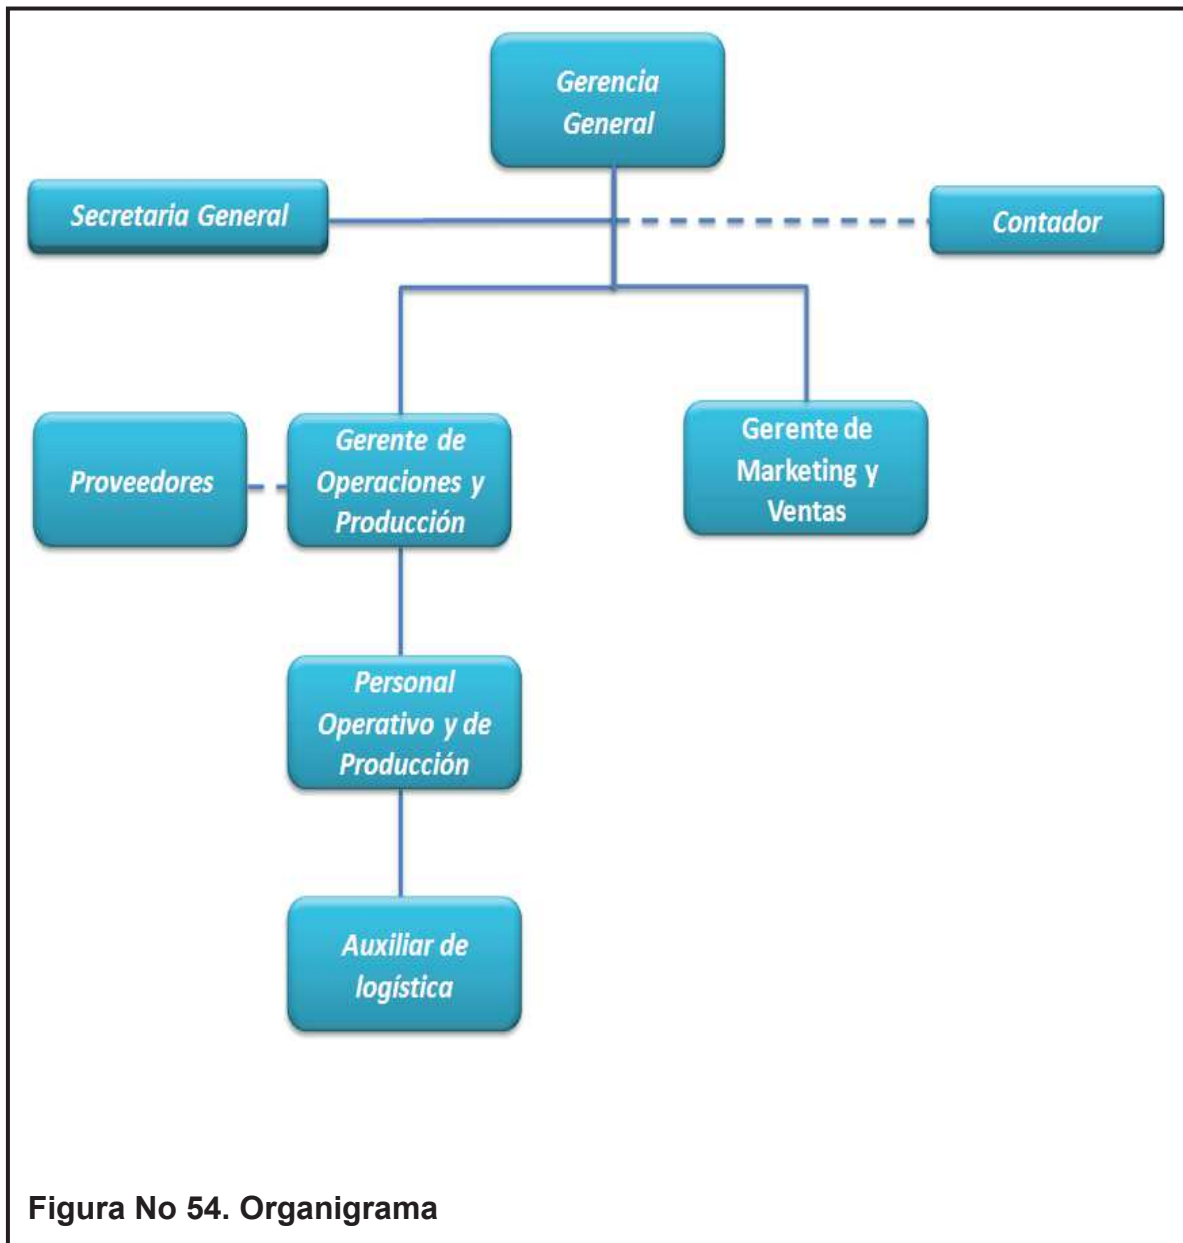 Gerencia
General
Secretaria General
Contador
Proveedores
Gerente de
Operaciones y
Producción
Gerente de
Marketing y
Ventas
Personal
Operativo y de
Producción
Auxiliar de
logística
Figura No 54. Organigrama